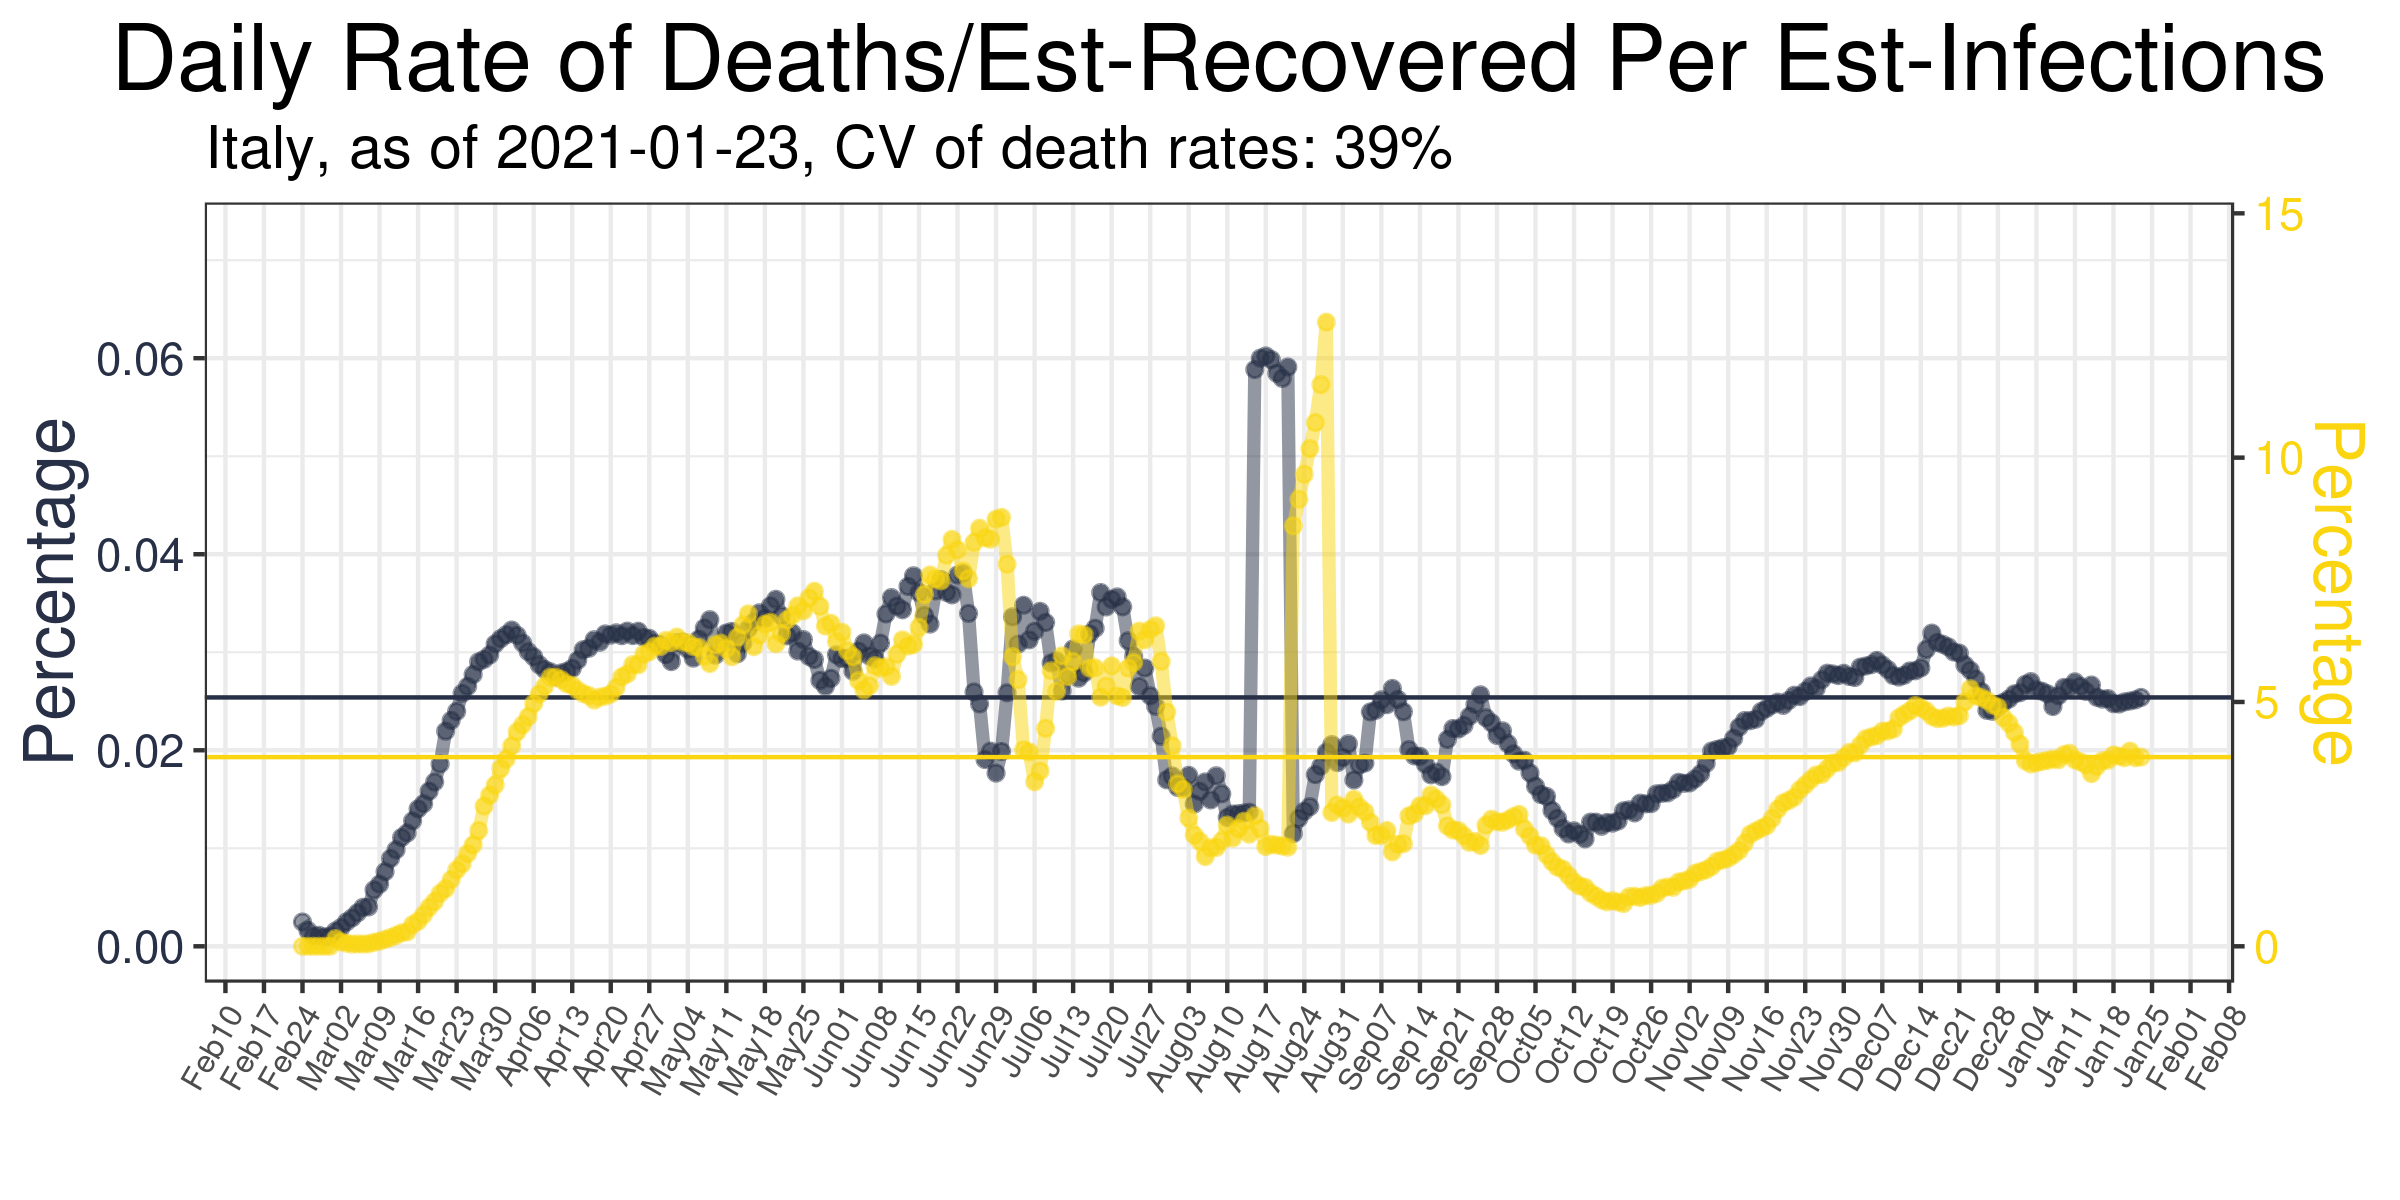 Daily Rate of Deaths/Est-Recovered Per Est-Infections
Italy, as of 2021-01-23, CV of death rates: 39%
Percentage
0.06
0.04
0.02
0.00
15
10
5
0
Percentage
Feb10
Feb17
Feb24
Mar02
Mar09
Mar16
Mar23
Mar30
Apr06
Apr13
Apr20
Apr27
May04
May11
May18
May25
Jun01
Jun08
Jun15
Jun22
Jun29
Jul06
Jul13
Jul20
Jul27
Aug03
Aug10
Aug17
Aug24
Aug31
Sep07
Sep14
Sep21
Sep28
Oct05
Oct12
Oct19
Oct26
Nov02
Nov09
Nov16
Nov23
Nov30
Dec07
Dec14
Dec21
Dec28
Jan04
Jan11
Jan18
Jan25
Feb01
Feb08